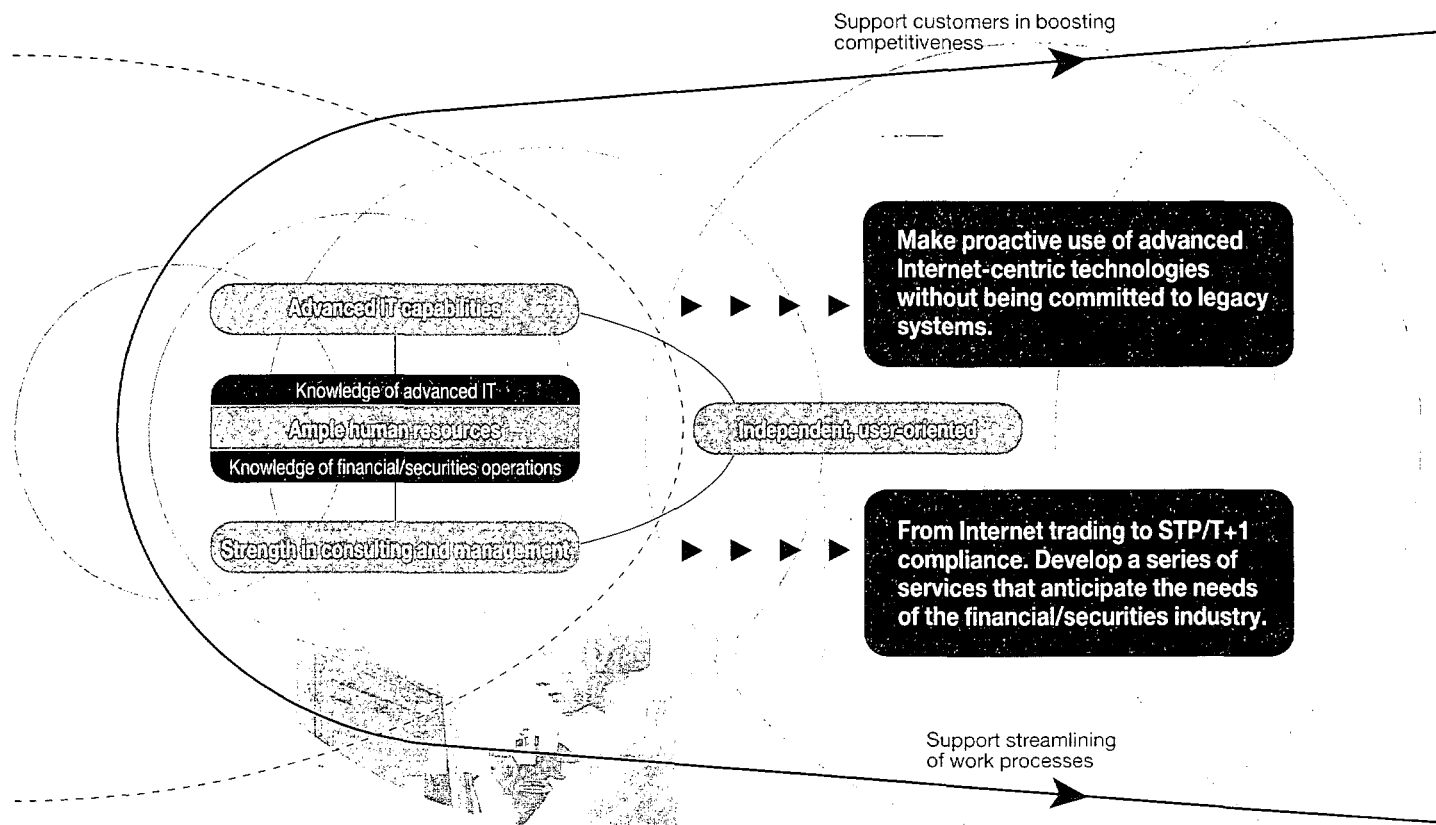 Support customers in boosting
competitiveness
Advanced IT capabilities
Knowledge of advanced IT
Ample human resources
Knowledge of financial/securities operations
Strength in consulting and management
Independent, user-oriented
Make proactive use of advanced
Internet-centric technologies
without being committed to legacy
systems.
From Internet trading to STP/T+1
compliance. Develop a series of
services that anticipate the needs
of the financial/securities industry.
Support streamlining
of work processes